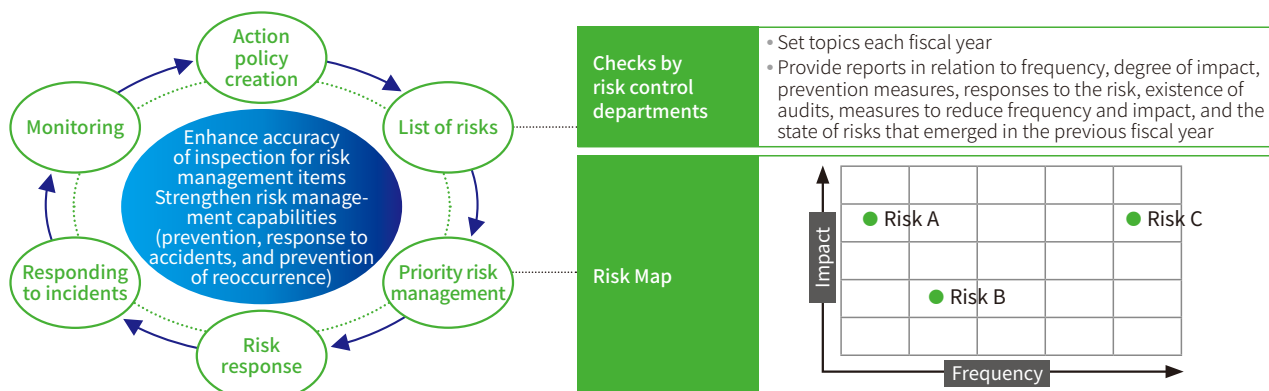 Action
policy
creation
List of risks
Priority risk
management
Risk
response
Responding
to incidents
Monitoring
Enhance accuracy
of inspection for risk
management items
Strengthen risk manage-
ment capabilities
(prevention, response to
accidents, and prevention
of reoccurrence)
Checks by
risk control
departments
• Set topics each fiscal year
• Provide reports in relation to frequency, degree of impact,
prevention measures, responses to the risk, existence of
audits, measures to reduce frequency and impact, and the
state of risks that emerged in the previous fiscal year
Risk Map
Impact
Risk A
Risk C
Risk B
Frequency